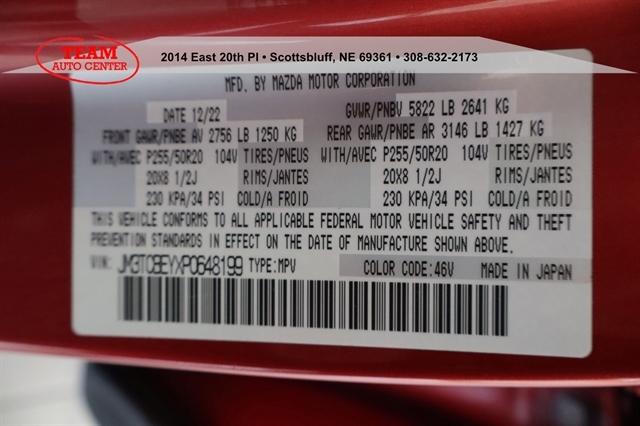 TEAM
AUTO CENTER
2014 East 20th Pl • Scottsbluff, NE 69361 • 308-632-2173
MFD. BY MAZDA MOTOR CORPORATION
DATE 12/22 GVWR/PNBV 5822 LB 2641 KG
FRONT GAWR/PNBE AV 2756 LB 1250 KG REAR GAWR/PNBE AR 3146 LB 1427 KG
WITH/AVEC P255/50R20 104V TIRES/PNEUS WITH/AVEC P255/50R20 104V TIRES/PNEUS
20X8 1/2J RIMS/JANTES 20X8 1/2J RIMS/JANTES
230 KPA/34 PSI COLD/A FROID 230 KPA/34 PSI COLD/A FROID
THIS VEHICLE CONFORMS TO ALL APPLICABLE FEDERAL MOTOR VEHICLE SAFETY AND THEFT
PREVENTION STANDARDS IN EFFECT ON THE DATE OF MANUFACTURE SHOWN ABOVE.
VIN: JM3TCBEYXP0648199 TYPE:MPV COLOR CODE:46V MADE IN JAPAN